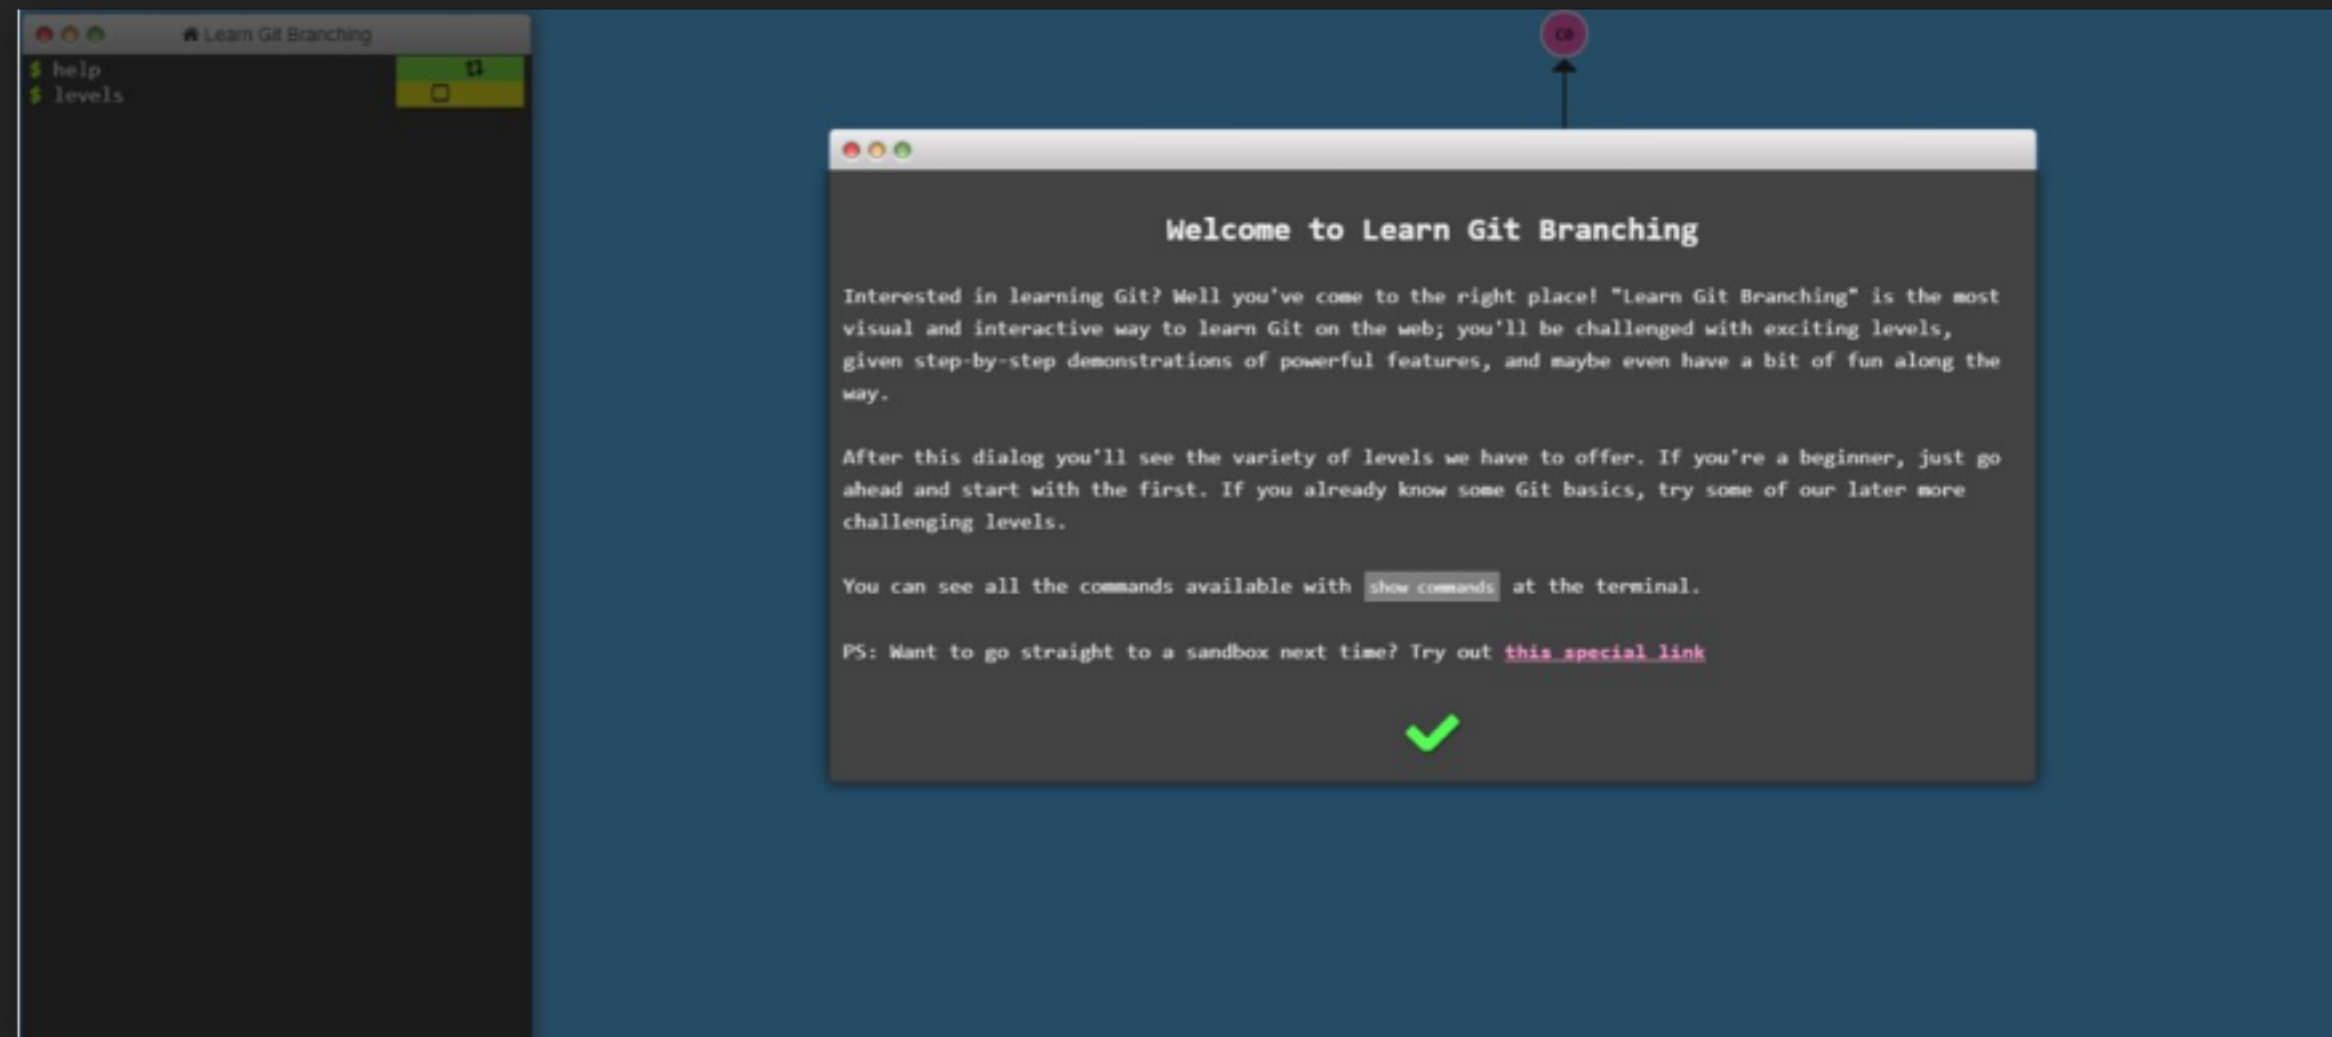 Learn Git Branching
$ help
$ levels
C0
Welcome to Learn Git Branching
Interested in learning Git? Well you've come to the right place! "Learn Git Branching" is the most
visual and interactive way to learn Git on the web; you'll be challenged with exciting levels,
given step-by-step demonstrations of powerful features, and maybe even have a bit of fun along the
way.
After this dialog you'll see the variety of levels we have to offer. If you're a beginner, just go
ahead and start with the first. If you already know some Git basics, try some of our later more
challenging levels.
You can see all the commands available with show commands at the terminal.
PS: Want to go straight to a sandbox next time? Try out this special link